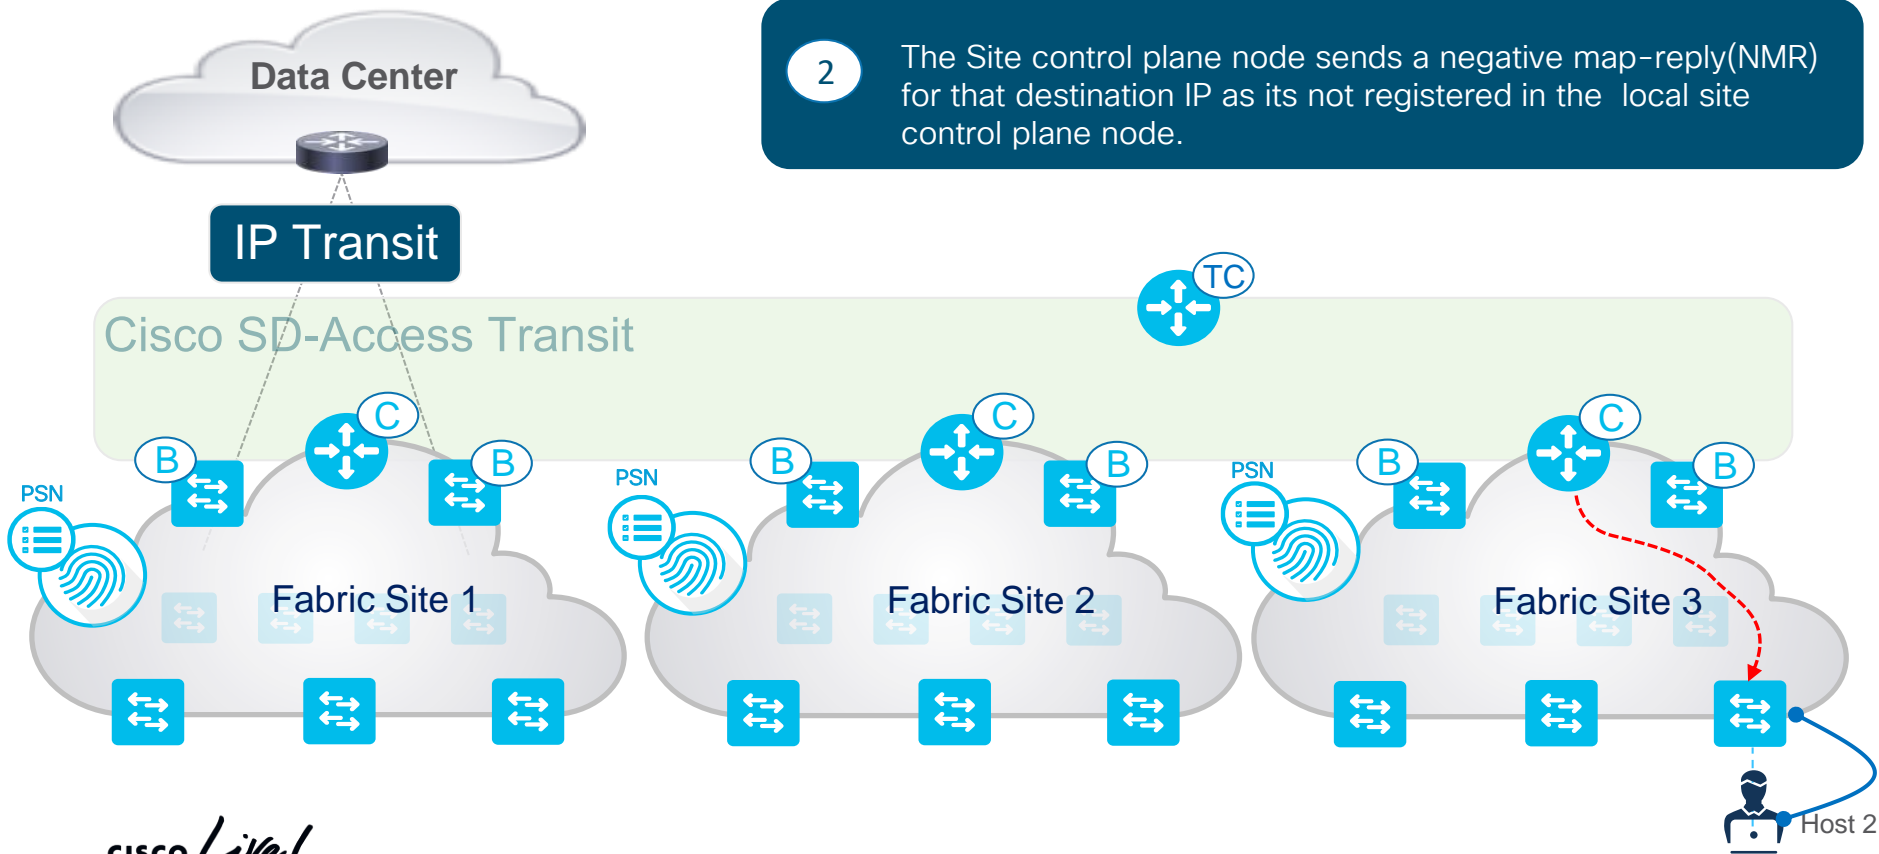 Data Center
2
The Site control plane node sends a negative map-reply(NMR)
for that destination IP as its not registered in the local site
control plane node.
IP Transit
TC
Cisco SD-Access Transit
C
C
C
B
B
B
B
B
B
PSN
PSN
PSN
Fabric Site 1
Fabric Site 2
Fabric Site 3
Host 2
cisco Live!